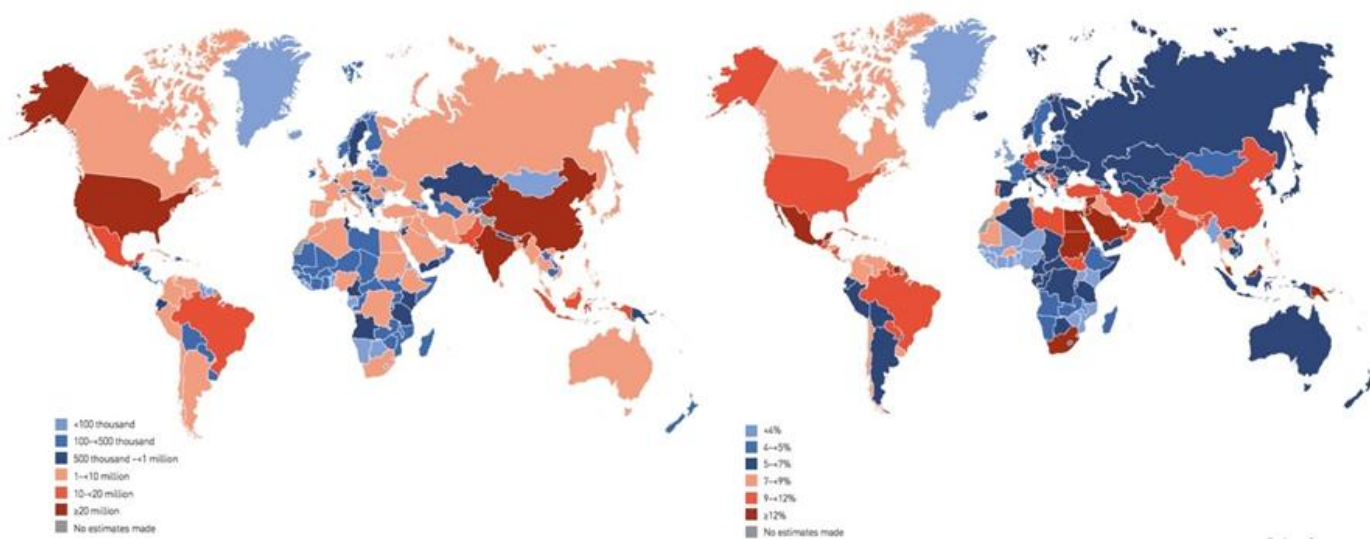 <100 thousand
100-<500 thousand
500 thousand -<1 million
1-<10 million
10-<20 million
≥20 million
No estimates made
<4%
4-<5%
5-<7%
7-<9%
9-<12%
≥12%
No estimates made